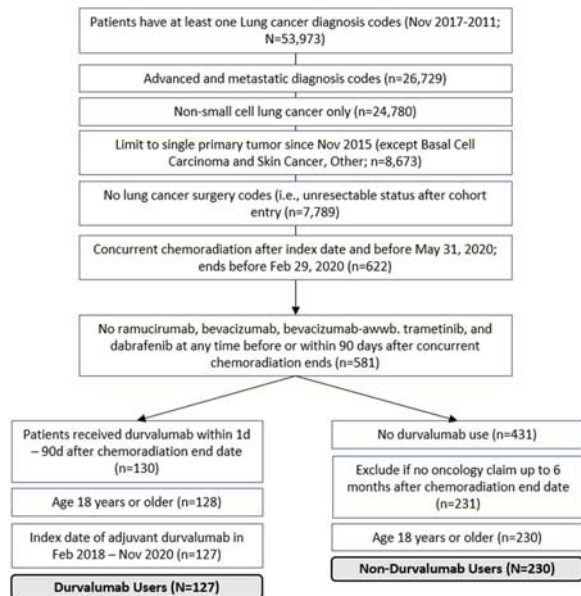 Patients have at least one Lung cancer diagnosis codes (Nov 2017-2011;
N=53,973)
Advanced and metastatic diagnosis codes (n=26,729)
Non-small cell lung cancer only (n=24,780)
Limit to single primary tumor since Nov 2015 (except Basal Cell
Carcinoma and Skin Cancer, Other; n=8,673)
No lung cancer surgery codes (i.e., unresectable status after cohort
entry (n=7,789)
Concurrent chemoradiation after index date and before May 31, 2020;
ends before Feb 29, 2020 (n=622)
No ramucirumab, bevacizumab, bevacizumab-awwb. trametinib, and
dabrafenib at any time before or within 90 days after concurrent
chemoradiation ends (n=581)
Patients received durvalumab within 1d
– 90d after chemoradiation end date
(n=130)
Age 18 years or older (n=128)
Index date of adjuvant durvalumab in
Feb 2018 – Nov 2020 (n=127)
Durvalumab Users (N=127)
No durvalumab use (n=431)
Exclude if no oncology claim up to 6
months after chemoradiation end date
(n=231)
Age 18 years or older (n=230)
Non-Durvalumab Users (N=230)